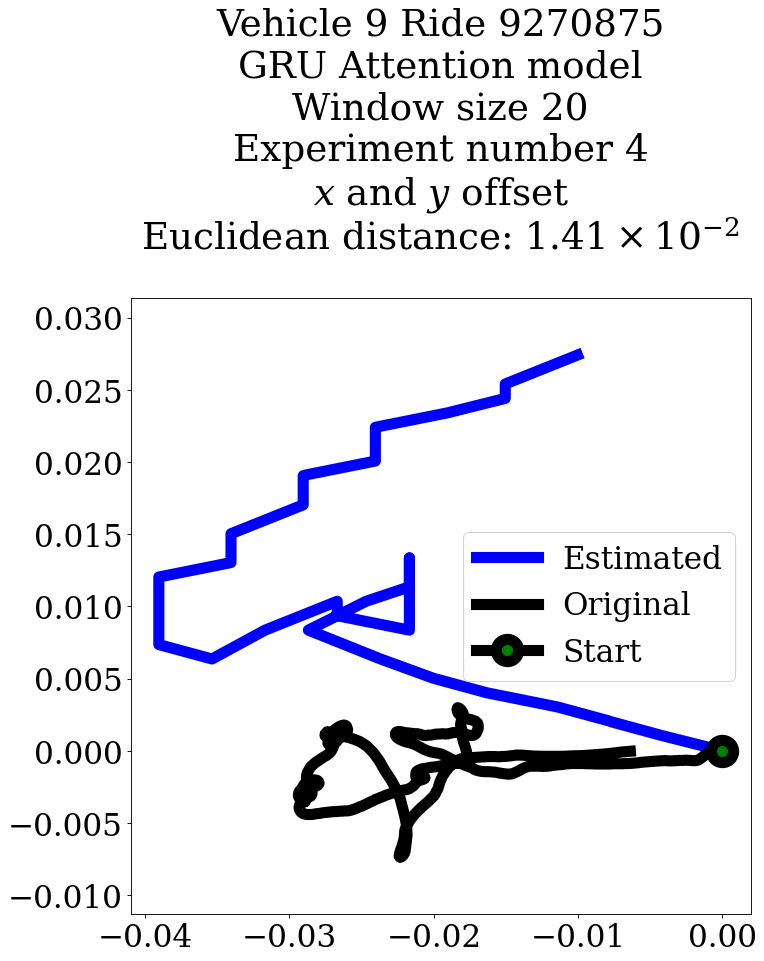 Vehicle 9 Ride 9270875
GRU Attention model
Window size 20
Experiment number 4
x and y offset
Euclidean distance: 1.41 × 10⁻²
0.030
0.025
0.020
0.015
0.010
0.005
0.000
−0.005
−0.010
Estimated
Original
Start
−0.04 −0.03 −0.02 −0.01 0.00